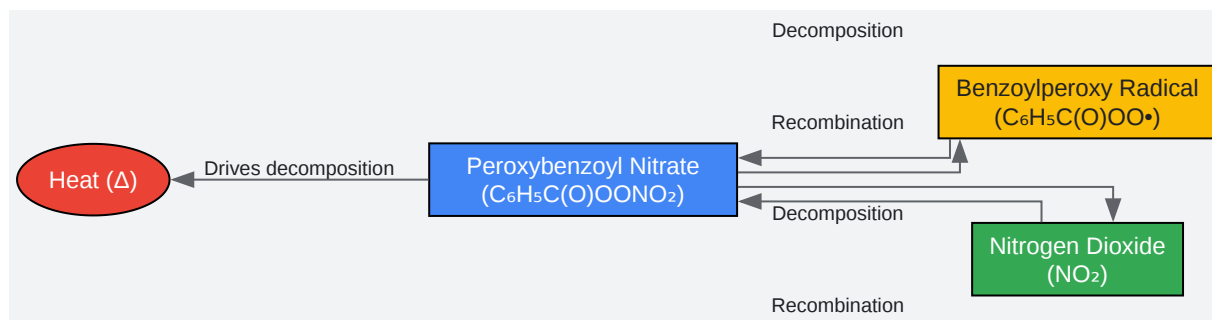 Decomposition
Benzoylperoxy Radical
(C₆H₅C(O)OO•)
Recombination
Heat (Δ)
Drives decomposition
Peroxybenzoyl Nitrate
(C₆H₅C(O)OONO₂)
Decomposition
Nitrogen Dioxide
(NO₂)
Recombination